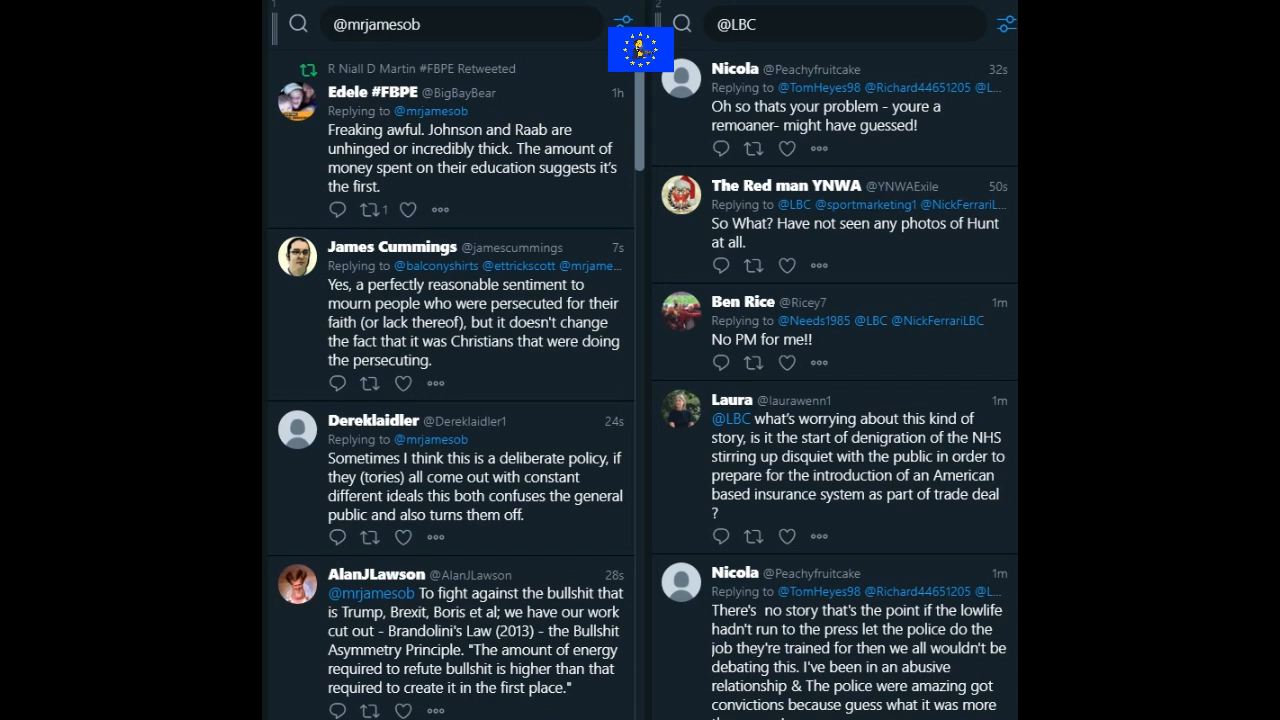 1
@mrjamesob
R Niall D Martin #FBPE Retweeted
Edele #FBPE @BigBayBear 1h
Replying to @mrjamesob
Freaking awful. Johnson and Raab are
unhinged or incredibly thick. The amount of
money spent on their education suggests it's
the first.
1
James Cummings @jamescummings 7s
Replying to @balconyshirts @ettrickscott @mrjame...
Yes, a perfectly reasonable sentiment to
mourn people who were persecuted for their
faith (or lack thereof), but it doesn't change
the fact that it was Christians that were doing
the persecuting.
Dereklaidler @Dereklaidler1 24s
Replying to @mrjamesob
Sometimes I think this is a deliberate policy, if
they (tories) all come out with constant
different ideals this both confuses the general
public and also turns them off.
AlanJLawson @AlanJLawson 28s
@mrjamesob To fight against the bullshit that
is Trump, Brexit, Boris et al; we have our work
cut out - Brandolini's Law (2013) - the Bullshit
Asymmetry Principle. "The amount of energy
required to refute bullshit is higher than that
required to create it in the first place."
2
@LBC
Nicola @Peachyfruitcake 32s
Replying to @TomHeyes98 @Richard44651205 @L...
Oh so thats your problem - youre a
remoaner- might have guessed!
The Red man YNWA @YNWAExile 50s
Replying to @LBC @sportmarketing1 @NickFerrariL...
So What? Have not seen any photos of Hunt
at all.
Ben Rice @Ricey7 1m
Replying to @Needs1985 @LBC @NickFerrariLBC
No PM for me!!
Laura @laurawenn1 1m
@LBC what's worrying about this kind of
story, is it the start of denigration of the NHS
stirring up disquiet with the public in order to
prepare for the introduction of an American
based insurance system as part of trade deal
?
Nicola @Peachyfruitcake 1m
Replying to @TomHeyes98 @Richard44651205 @L...
There's  no story that's the point if the lowlife
hadn't run to the press let the police do the
job they're trained for then we all wouldn't be
debating this. I've been in an abusive
relationship & The police were amazing got
convictions because guess what it was more